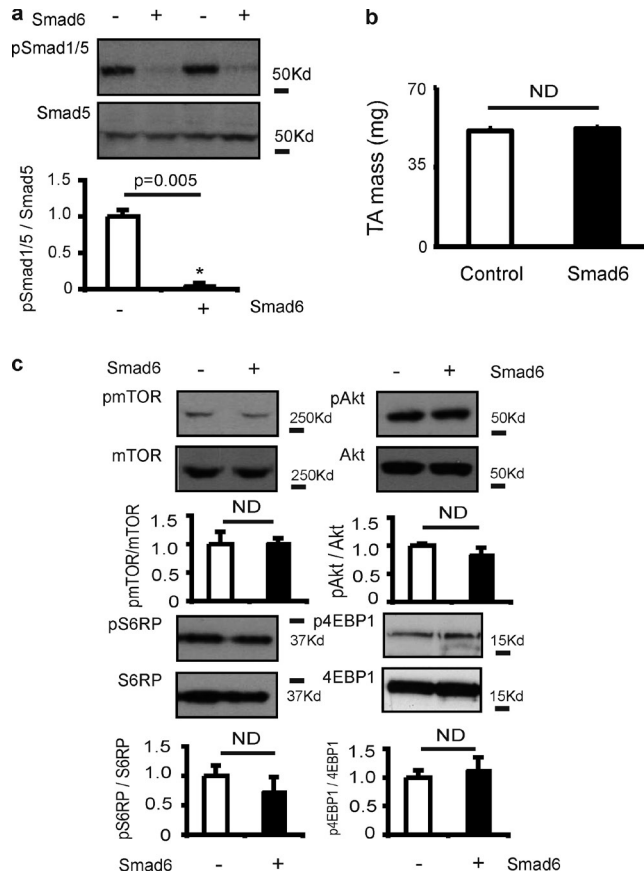 a
Smad6 - + - +
pSmad1/5
50Kd
Smad5
50Kd
pSmad1/5 / Smad5
1.5
1.0
0.5
0
p=0.005
*
- + Smad6
b
TA mass (mg)
70
35
0
ND
Control Smad6
c
Smad6 - +
pmTOR
250Kd
mTOR
250Kd
pmTOR/mTOR
1.5
1.0
0.5
0
ND
- + Smad6
pAkt
50Kd
Akt
50Kd
pAkt / Akt
1.5
1.0
0.5
0
ND
pS6RP
37Kd
S6RP
37Kd
pS6RP / S6RP
1.5
1.0
0.5
0
ND
Smad6 - +
p4EBP1
15Kd
4EBP1
15Kd
p4EBP1 / 4EBP1
1.5
1.0
0.5
0
ND
- + Smad6